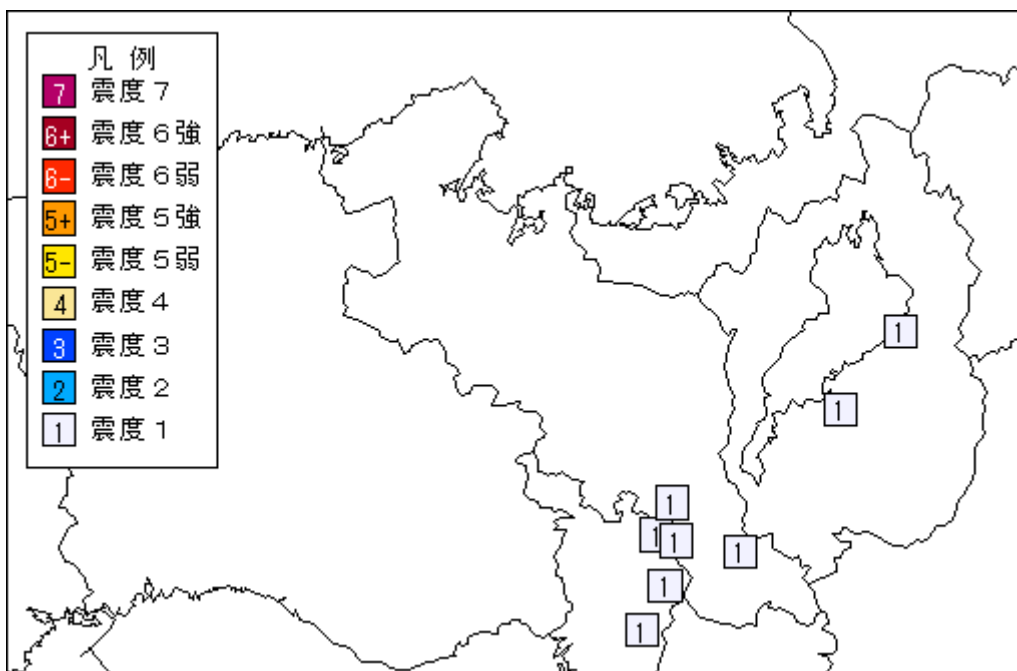 凡 例
7 震度７
6+ 震度６強
6- 震度６弱
5+ 震度５強
5- 震度５弱
4 震度４
3 震度３
2 震度２
1 震度１
1
1
1
1
1
1
1
1